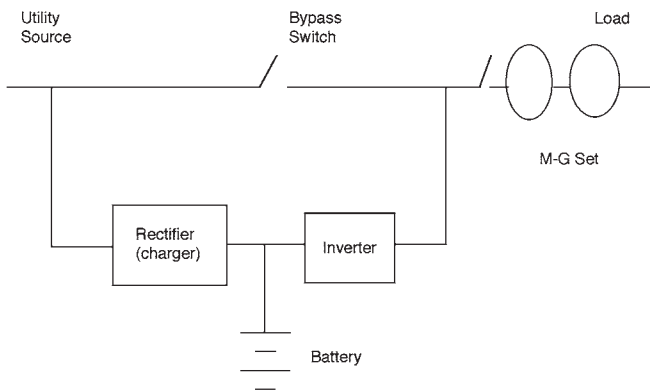 Utility
Source
Bypass
Switch
Load
M-G Set
Rectifier
(charger)
Inverter
Battery